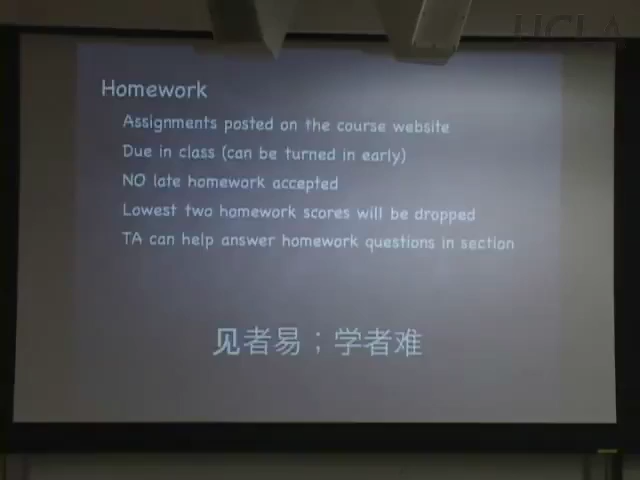 UCLA
Homework
Assignments posted on the course website
Due in class (can be turned in early)
NO late homework accepted
Lowest two homework scores will be dropped
TA can help answer homework questions in section
见者易；学者难